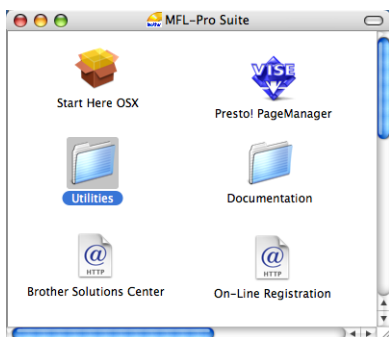 MFL-Pro Suite
Start Here OSX
VISE
Presto! PageManager
Utilities
Documentation
@
HTTP
Brother Solutions Center
@
HTTP
On-Line Registration